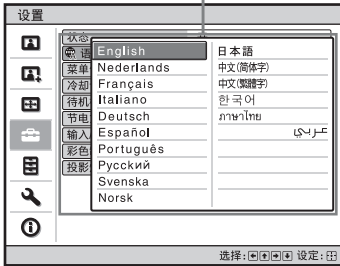 设置
状态
语
English
Nederlands
Français
Italiano
Deutsch
Español
Português
Русский
Svenska
Norsk
日本語
中文(简体字)
中文(繁體字)
한국어
ภาษาไทย
عربي
菜单
冷却
待机
节电
输入
彩色
投影
选择: 设定: